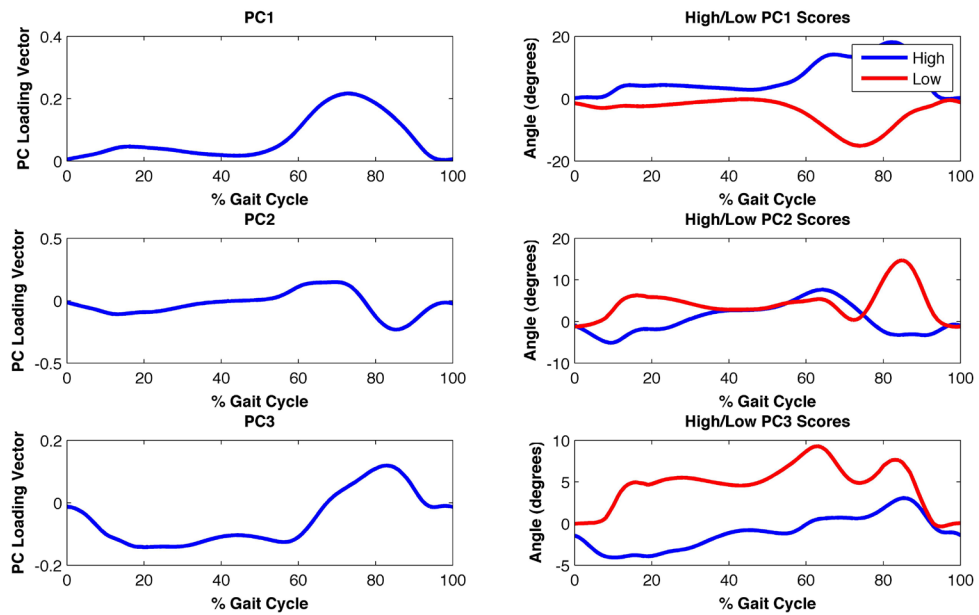 PC1
High/Low PC1 Scores
PC Loading Vector
0.4
0.2
0
0 20 40 60 80 100
% Gait Cycle
Angle (degrees)
20
0
-20
High
Low
0 20 40 60 80 100
% Gait Cycle
PC2
High/Low PC2 Scores
PC Loading Vector
0.5
0
-0.5
0 20 40 60 80 100
% Gait Cycle
Angle (degrees)
20
10
0
-10
0 20 40 60 80 100
% Gait Cycle
PC3
High/Low PC3 Scores
PC Loading Vector
0.2
0
-0.2
0 20 40 60 80 100
% Gait Cycle
Angle (degrees)
10
5
0
-5
0 20 40 60 80 100
% Gait Cycle